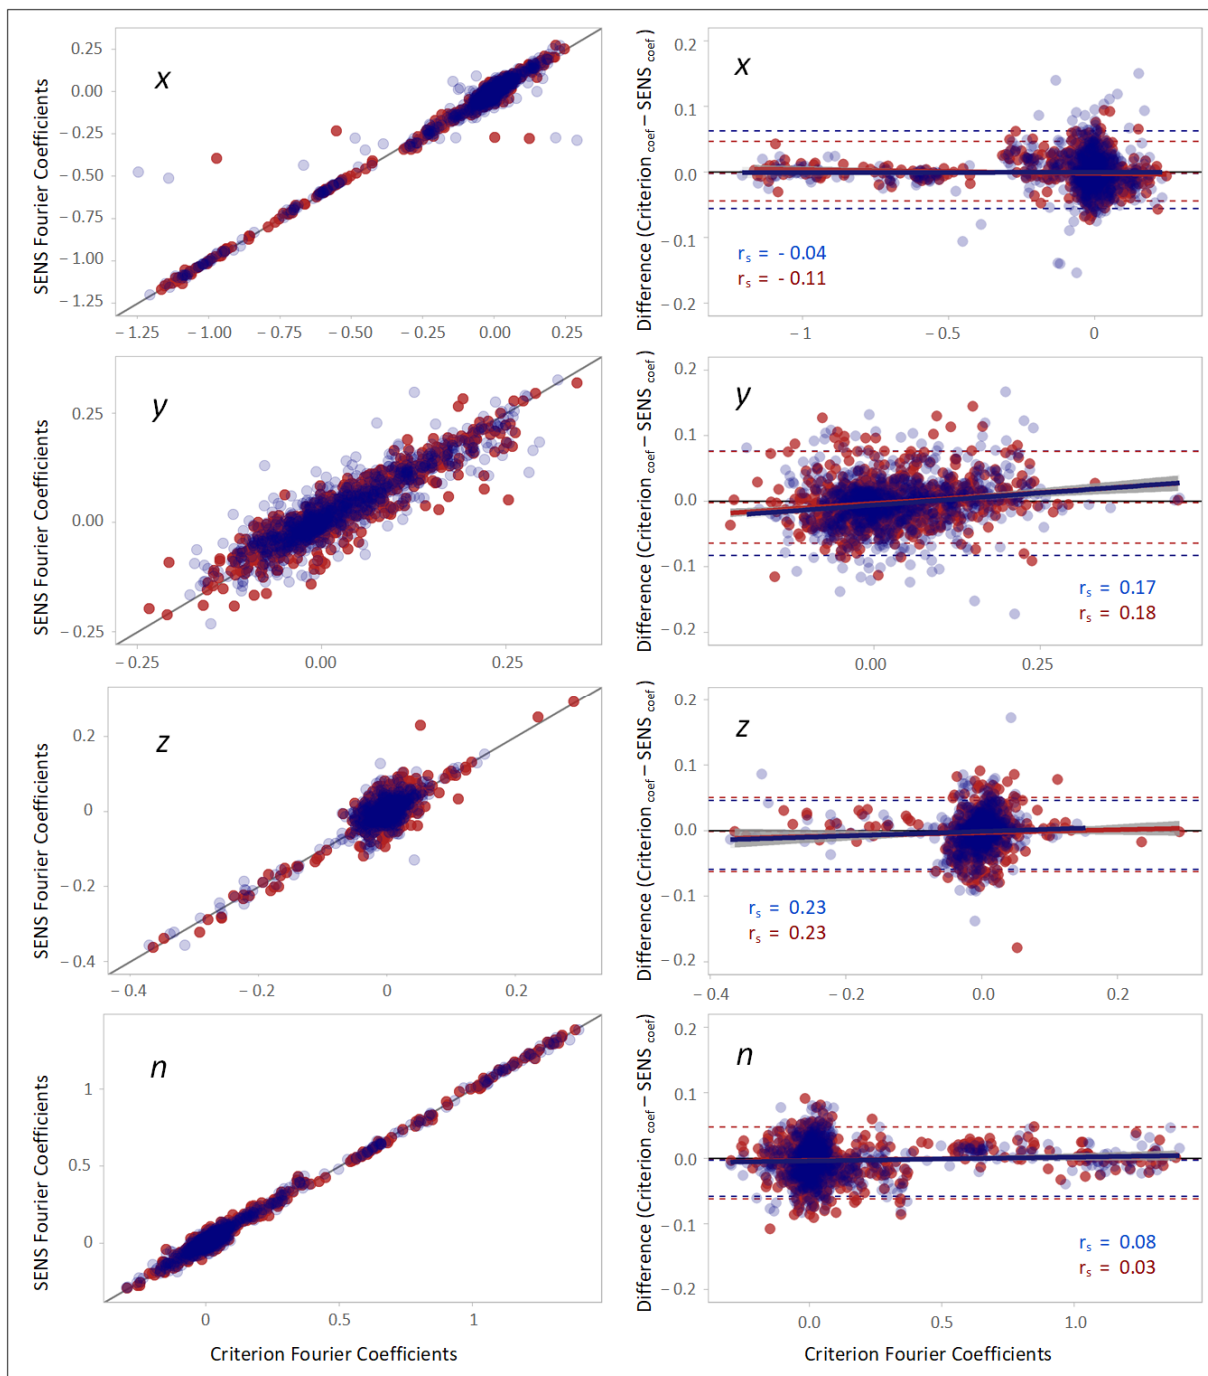 SENS Fourier Coefficients
0.25
0.00
– 0.25
– 0.50
– 0.75
– 1.00
– 1.25
x
– 1.25
– 1.00
– 0.75
– 0.50
– 0.25
0.00
0.25
Difference (Criterion coef – SENS coef)
0.2
0.1
0.0
– 0.1
– 0.2
x
rs = - 0.04
rs = - 0.11
– 1
– 0.5
0
SENS Fourier Coefficients
0.25
0.00
– 0.25
y
– 0.25
0.00
0.25
Difference (Criterion coef – SENS coef)
0.2
0.1
0.0
– 0.1
– 0.2
y
rs = 0.17
rs = 0.18
0.00
0.25
SENS Fourier Coefficients
0.2
0
– 0.2
– 0.4
z
– 0.4
– 0.2
0
0.2
Difference (Criterion coef – SENS coef)
0.2
0.1
0.0
– 0.1
– 0.2
z
rs = 0.23
rs = 0.23
– 0.4
– 0.2
0.0
0.2
SENS Fourier Coefficients
1
0.5
0
n
0
0.5
1
Criterion Fourier Coefficients
Difference (Criterion coef – SENS coef)
0.2
0.1
0.0
– 0.1
– 0.2
n
rs = 0.08
rs = 0.03
0.0
0.5
1.0
Criterion Fourier Coefficients